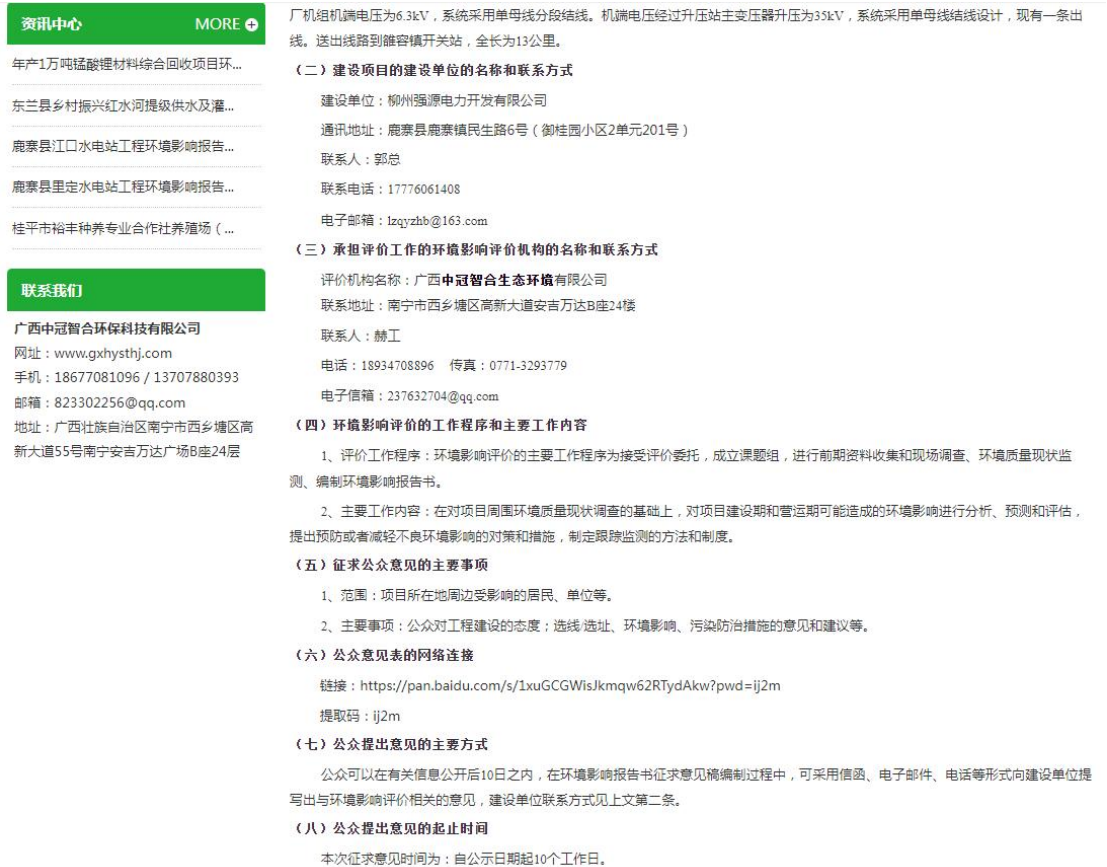 资讯中心 MORE
年产1万吨锰酸锂材料综合回收项目环...
东兰县乡村振兴红水河提级供水及灌...
鹿寨县江口水电站工程环境影响报告...
鹿寨县里定水电站工程环境影响报告...
桂平市裕丰种养专业合作社养殖场（...
联系我们
广西中冠智合环保科技有限公司
网址：www.gxhysthj.com
手机：18677081096 / 13707880393
邮箱：823302256@qq.com
地址：广西壮族自治区南宁市西乡塘区高
新大道55号南宁安吉万达广场B座24层
厂机组机端电压为6.3kV，系统采用单母线分段结线。机端电压经过升压站主变压器升压为35kV，系统采用单母线结线设计，现有一条出
线。送出线路到雒容镇开关站，全长为13公里。
（二）建设项目的建设单位的名称和联系方式
建设单位：柳州强源电力开发有限公司
通讯地址：鹿寨县鹿寨镇民生路6号（御桂园小区2单元201号）
联系人：郭总
联系电话：17776061408
电子邮箱：lzqyzhb@163.com
（三）承担评价工作的环境影响评价机构的名称和联系方式
评价机构名称：广西中冠智合生态环境有限公司
联系地址：南宁市西乡塘区高新大道安吉万达B座24楼
联系人：赫工
电话：18934708896 传真：0771-3293779
电子信箱：237632704@qq.com
（四）环境影响评价的工作程序和主要工作内容
1、评价工作程序：环境影响评价的主要工作程序为接受评价委托，成立课题组，进行前期资料收集和现场调查、环境质量现状监
测、编制环境影响报告书。
2、主要工作内容：在对项目周围环境质量现状调查的基础上，对项目建设期和营运期可能造成的环境影响进行分析、预测和评估，
提出预防或者减轻不良环境影响的对策和措施，制定跟踪监测的方法和制度。
（五）征求公众意见的主要事项
1、范围：项目所在地周边受影响的居民、单位等。
2、主要事项：公众对工程建设的态度；选线/选址、环境影响、污染防治措施的意见和建议等。
（六）公众意见表的网络连接
链接：https://pan.baidu.com/s/1xuGCGWisJkmqw62RTydAkw?pwd=ij2m
提取码：ij2m
（七）公众提出意见的主要方式
公众可以在有关信息公开后10日之内，在环境影响报告书征求意见稿编制过程中，可采用信函、电子邮件、电话等形式向建设单位提
写出与环境影响评价相关的意见，建设单位联系方式见上文第二条。
（八）公众提出意见的起止时间
本次征求意见时间为：自公示日期起10个工作日。